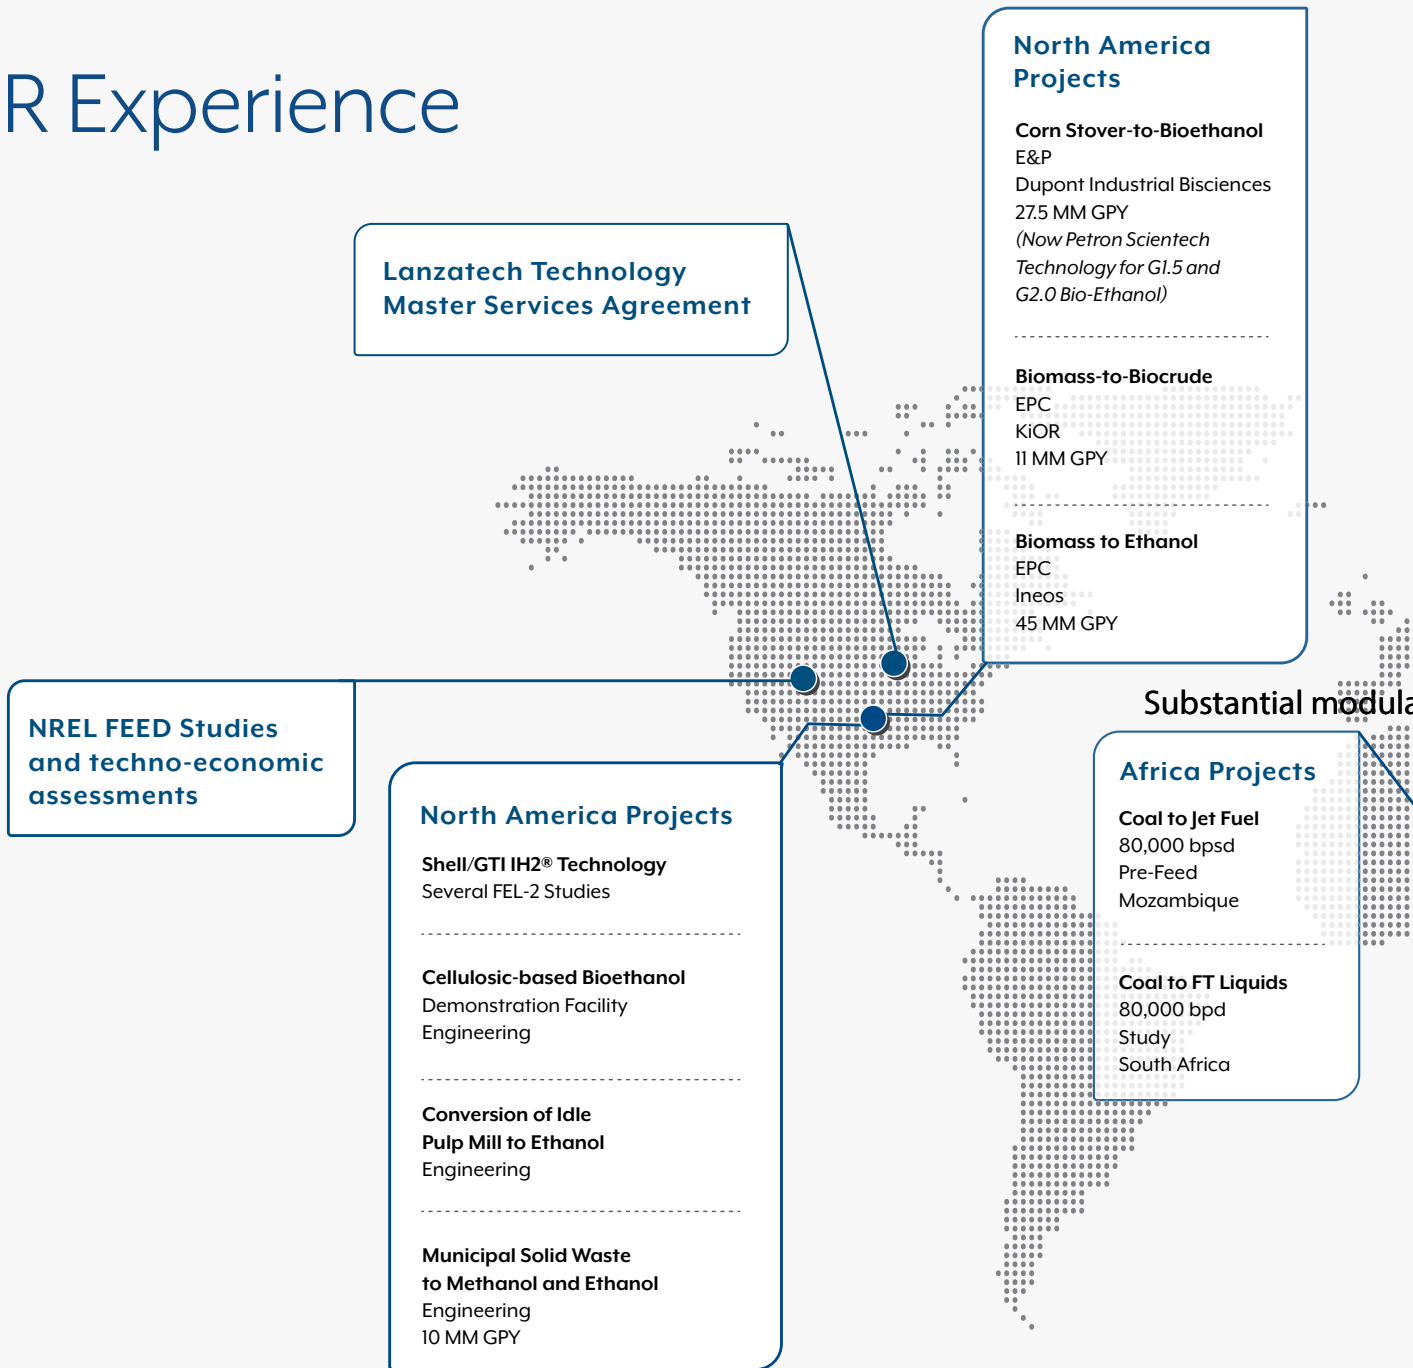 R Experience
Lanzatech Technology
Master Services Agreement
North America
Projects
Corn Stover-to-Bioethanol
E&P
Dupont Industrial Bisciences
27.5 MM GPY
(Now Petron Scientech
Technology for G1.5 and
G2.0 Bio-Ethanol)
Biomass-to-Biocrude
EPC
KiOR
11 MM GPY
Biomass to Ethanol
EPC
Ineos
45 MM GPY
NREL FEED Studies
and techno-economic
assessments
North America Projects
Shell/GTI IH2® Technology
Several FEL-2 Studies
Cellulosic-based Bioethanol
Demonstration Facility
Engineering
Conversion of Idle
Pulp Mill to Ethanol
Engineering
Municipal Solid Waste
to Methanol and Ethanol
Engineering
10 MM GPY
Substantial modula
Africa Projects
Coal to Jet Fuel
80,000 bpsd
Pre-Feed
Mozambique
Coal to FT Liquids
80,000 bpd
Study
South Africa